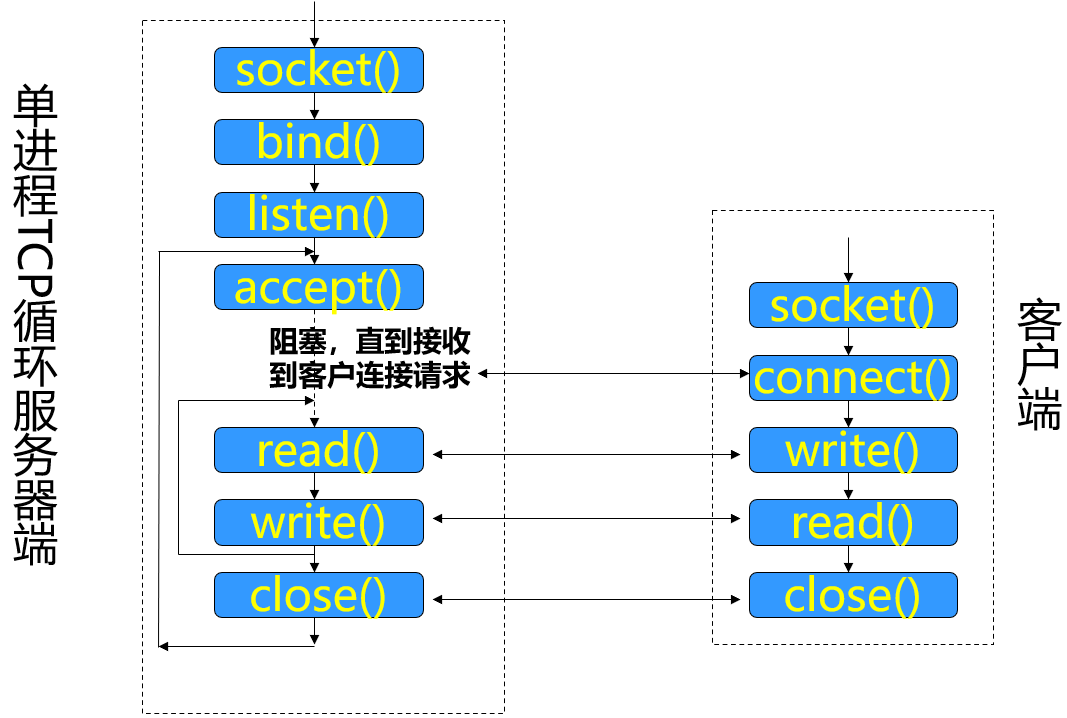 单进程TCP循环服务器端
socket()
bind()
listen()
accept()
阻塞，直到接收
到客户连接请求
read()
write()
close()
socket()
connect()
write()
read()
close()
客户端